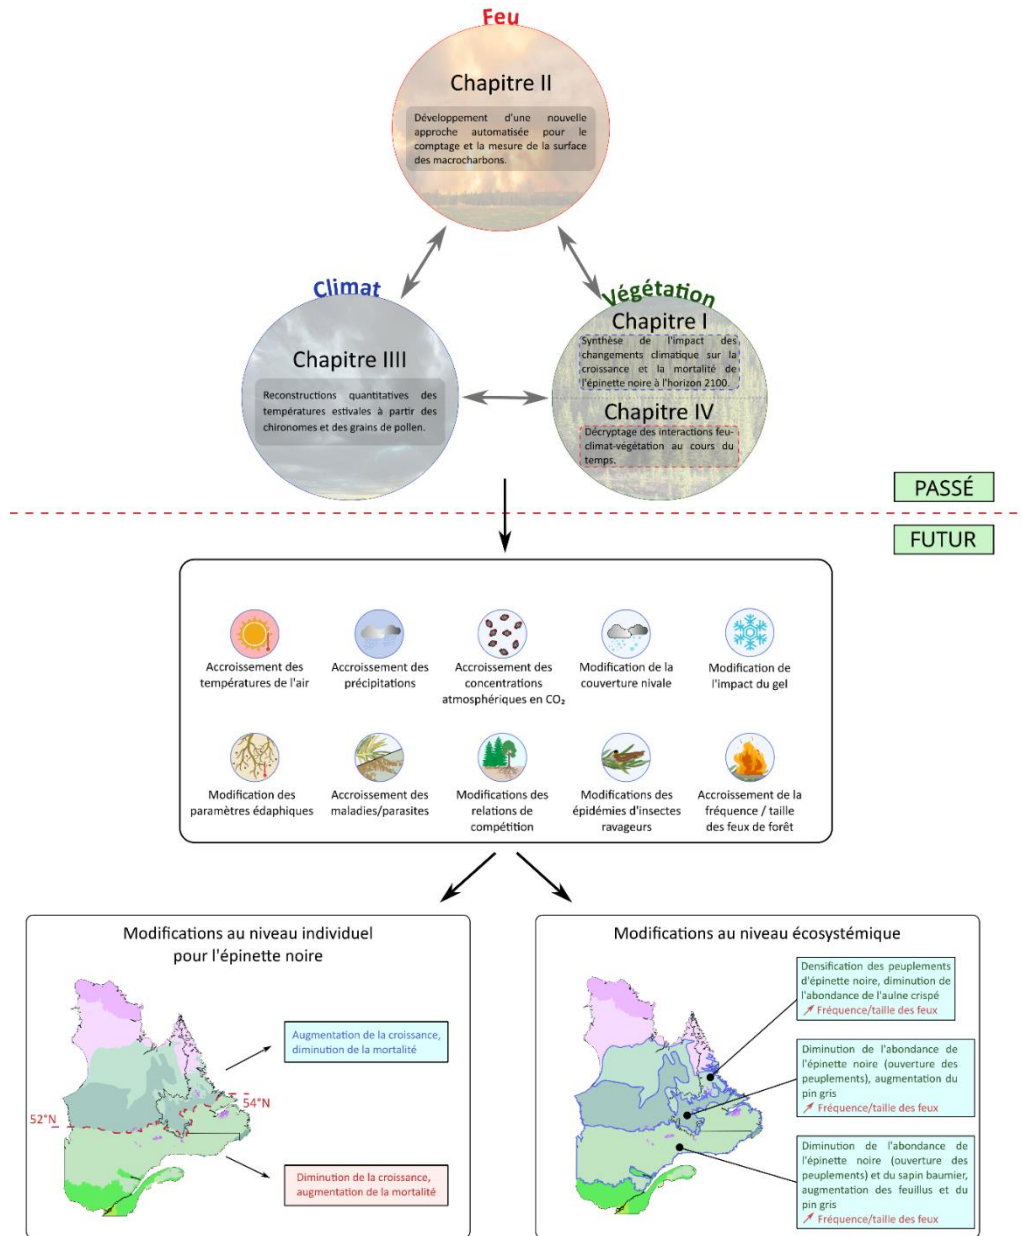 Feu
Chapitre II
Développement d'une nouvelle
approche automatisée pour le
comptage et la mesure de la surface
des macrocharbons.
Climat
Chapitre IIII
Reconstructions quantitatives des
températures estivales à partir des
chironomes et des grains de pollen.
Végétation
Chapitre I
Synthèse de l'impact des
changements climatique sur la
croissance et la mortalité de
l'épinette noire à l'horizon 2100.
Chapitre IV
Décryptage des interactions feu-
climat-végétation au cours du
temps.
PASSÉ
FUTUR
Accroissement des
températures de l'air
Accroissement des
précipitations
Accroissement des
concentrations
atmosphériques en CO₂
Modification de la
couverture nivale
Modification de
l'impact du gel
Modification des
paramètres édaphiques
Accroissement des
maladies/parasites
Modifications des
relations de
compétition
Modifications des
épidémies d'insectes
ravageurs
Accroissement de la
fréquence / taille
des feux de forêt
Modifications au niveau individuel
pour l'épinette noire
Augmentation de la croissance,
diminution de la mortalité
52°N
54°N
Diminution de la croissance,
augmentation de la mortalité
Modifications au niveau écosystémique
Densification des peuplements
d'épinette noire, diminution de
l'abondance de l'aulne crispé
↗ Fréquence/taille des feux
Diminution de l'abondance de
l'épinette noire (ouverture des
peuplements), augmentation du
pin gris
↗ Fréquence/taille des feux
Diminution de l'abondance de
l'épinette noire (ouverture des
peuplements) et du sapin baumier,
augmentation des feuillus et du
pin gris
↗ Fréquence/taille des feux